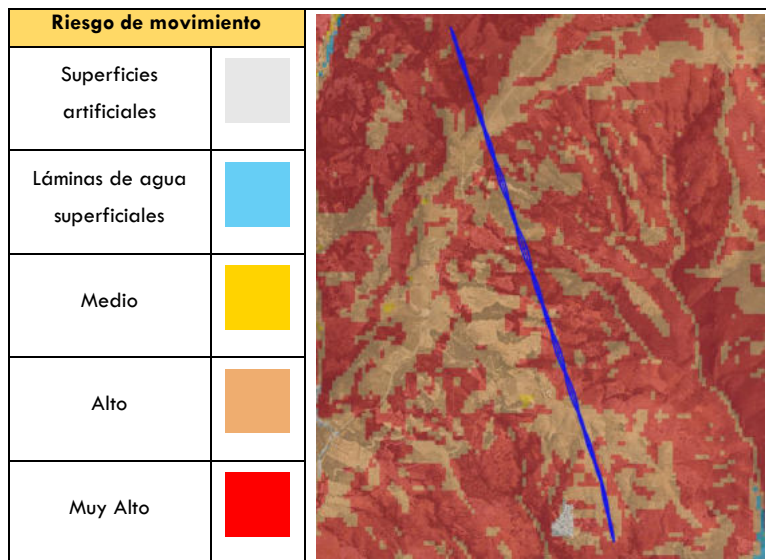 Riesgo de movimiento
Superficies
artificiales
Láminas de agua
superficiales
Medio
Alto
Muy Alto